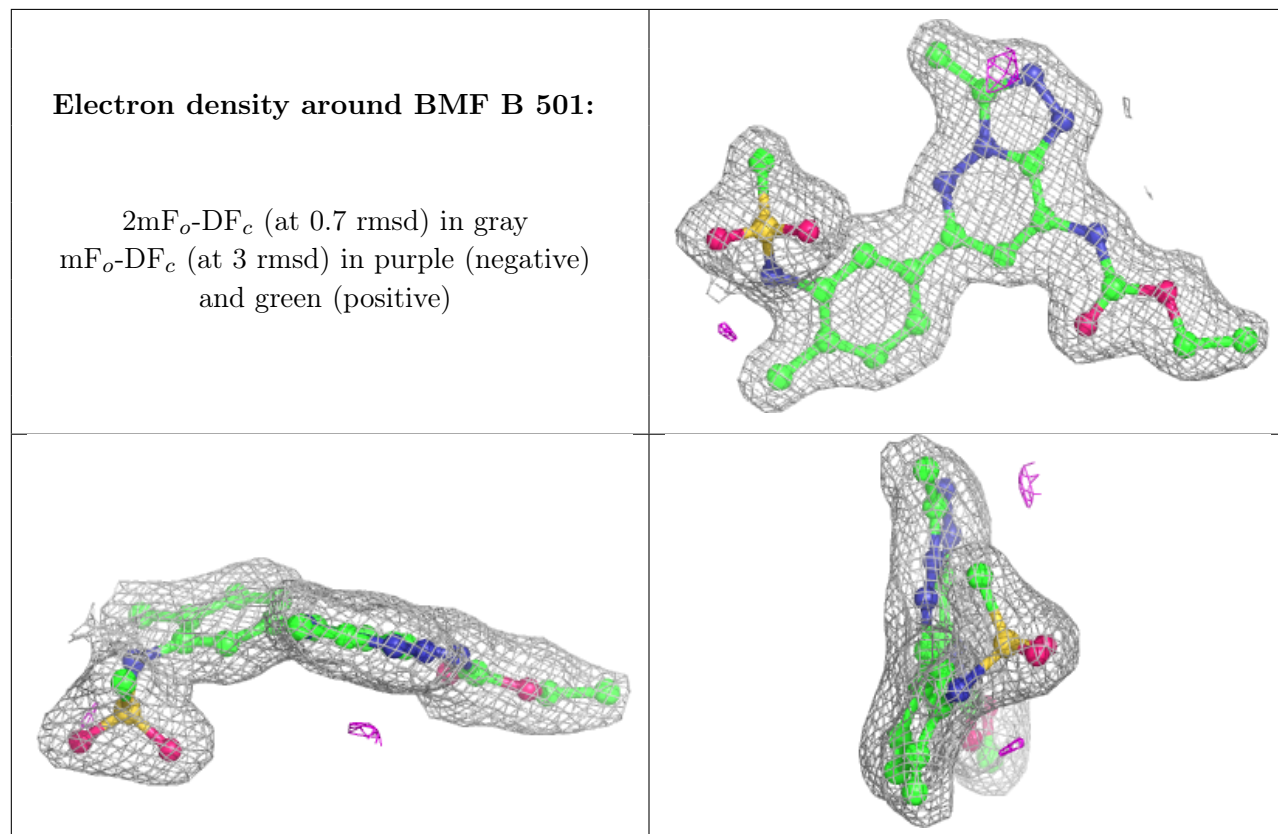 Electron density around BMF B 501:
2mFo-DFc (at 0.7 rmsd) in gray
mFo-DFc (at 3 rmsd) in purple (negative)
and green (positive)